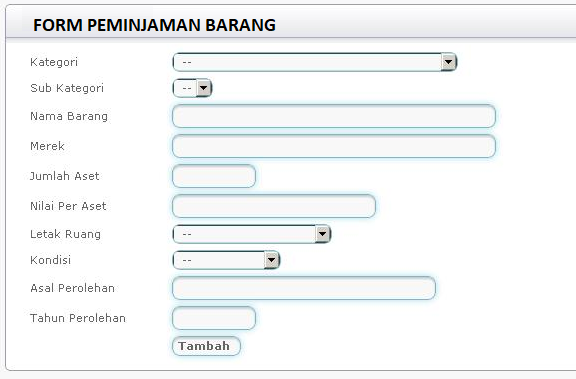 FORM PEMINJAMAN BARANG
Kategori --
Sub Kategori --
Nama Barang
Merek
Jumlah Aset
Nilai Per Aset
Letak Ruang --
Kondisi --
Asal Perolehan
Tahun Perolehan
Tambah